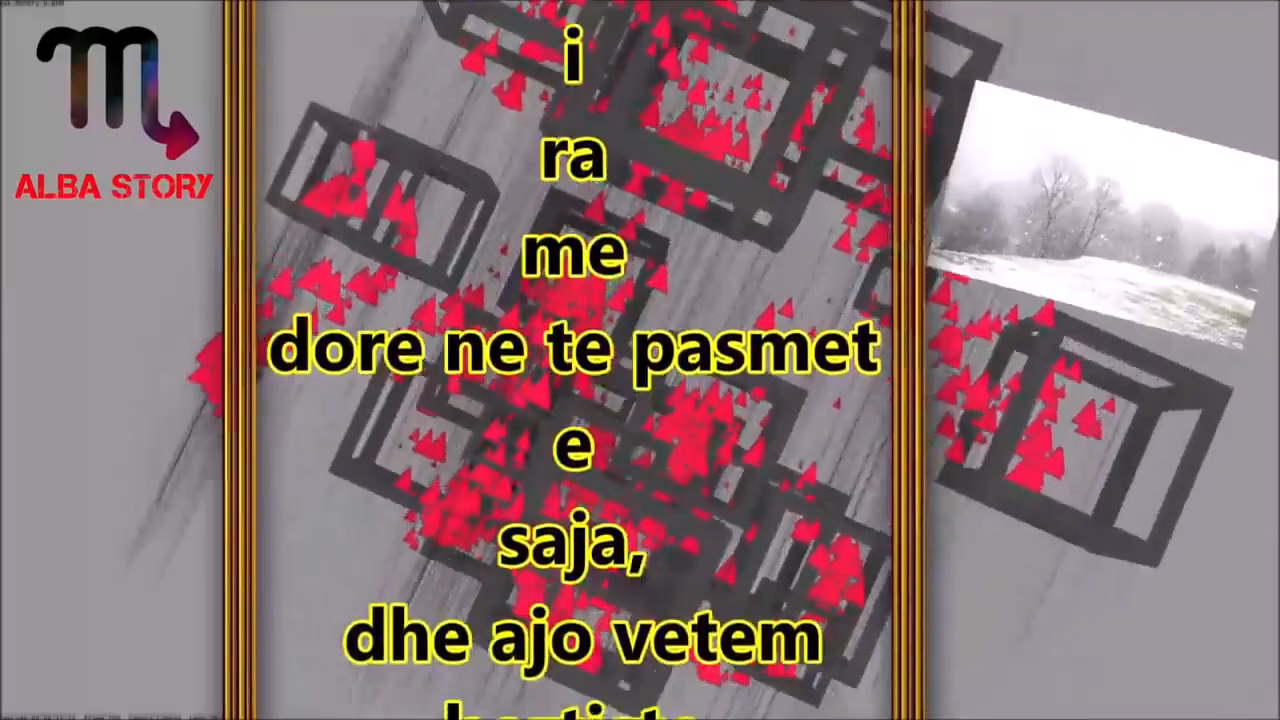 ALBA STORY
i
ra
me
dore ne te pasmet
e
saja,
dhe ajo vetem